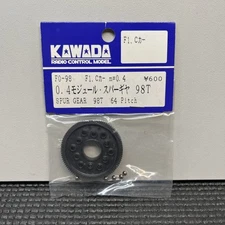 F1.Cカー
KAWADA
RADIO CONTROL MODEL
FO-98 F1.Cカー m=0.4 ¥600
0.4モジュール・スパーギヤ 98T
SPUR GEAR 98T 64 Pitch